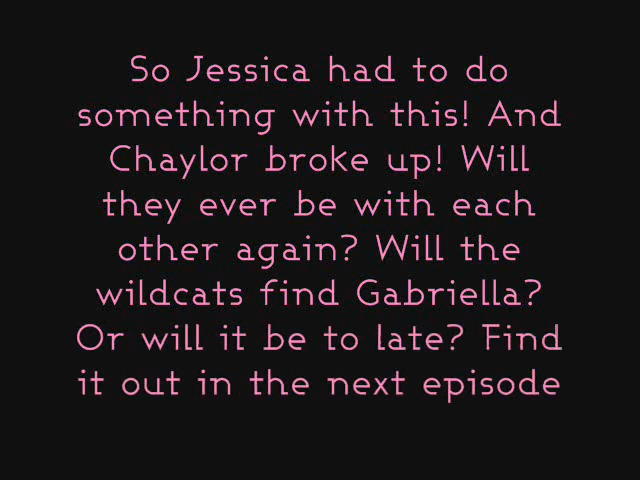 So Jessica had to do
something with this! And
Chaylor broke up! Will
they ever be with each
other again? Will the
wildcats find Gabriella?
Or will it be to late? Find
it out in the next episode